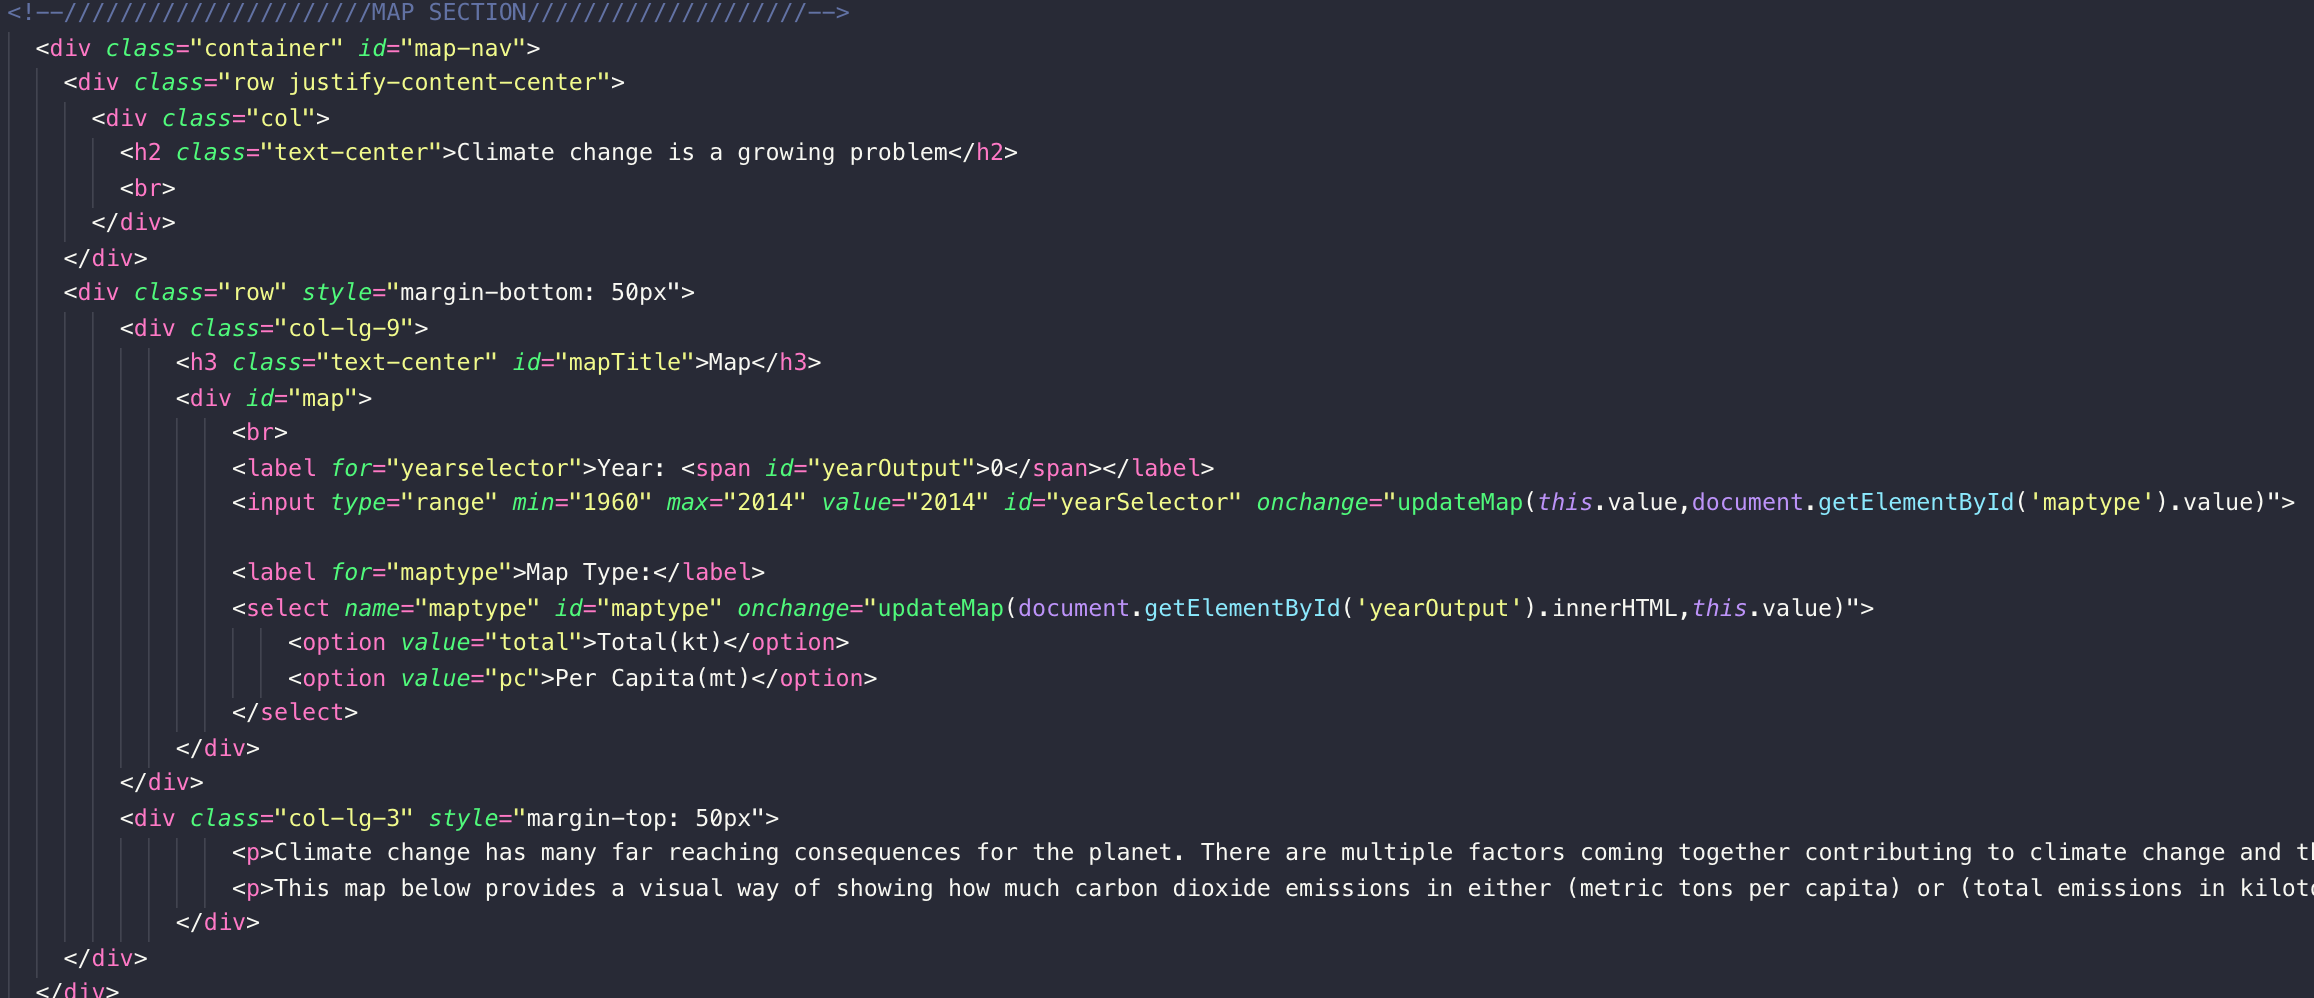 <!--//////////////////////MAP SECTION////////////////////-->
<div class="container" id="map-nav">
<div class="row justify-content-center">
<div class="col">
<h2 class="text-center">Climate change is a growing problem</h2>
<br>
</div>
</div>
<div class="row" style="margin-bottom: 50px">
<div class="col-lg-9">
<h3 class="text-center" id="mapTitle">Map</h3>
<div id="map">
<br>
<label for="yearselector">Year: <span id="yearOutput">0</span></label>
<input type="range" min="1960" max="2014" value="2014" id="yearSelector" onchange="updateMap(this.value,document.getElementById('maptype').value)">
<label for="maptype">Map Type:</label>
<select name="maptype" id="maptype" onchange="updateMap(document.getElementById('yearOutput').innerHTML,this.value)">
<option value="total">Total(kt)</option>
<option value="pc">Per Capita(mt)</option>
</select>
</div>
</div>
<div class="col-lg-3" style="margin-top: 50px">
<p>Climate change has many far reaching consequences for the planet. There are multiple factors coming together contributing to climate change and
<p>This map below provides a visual way of showing how much carbon dioxide emissions in either (metric tons per capita) or (total emissions in
</div>
</div>
</div>